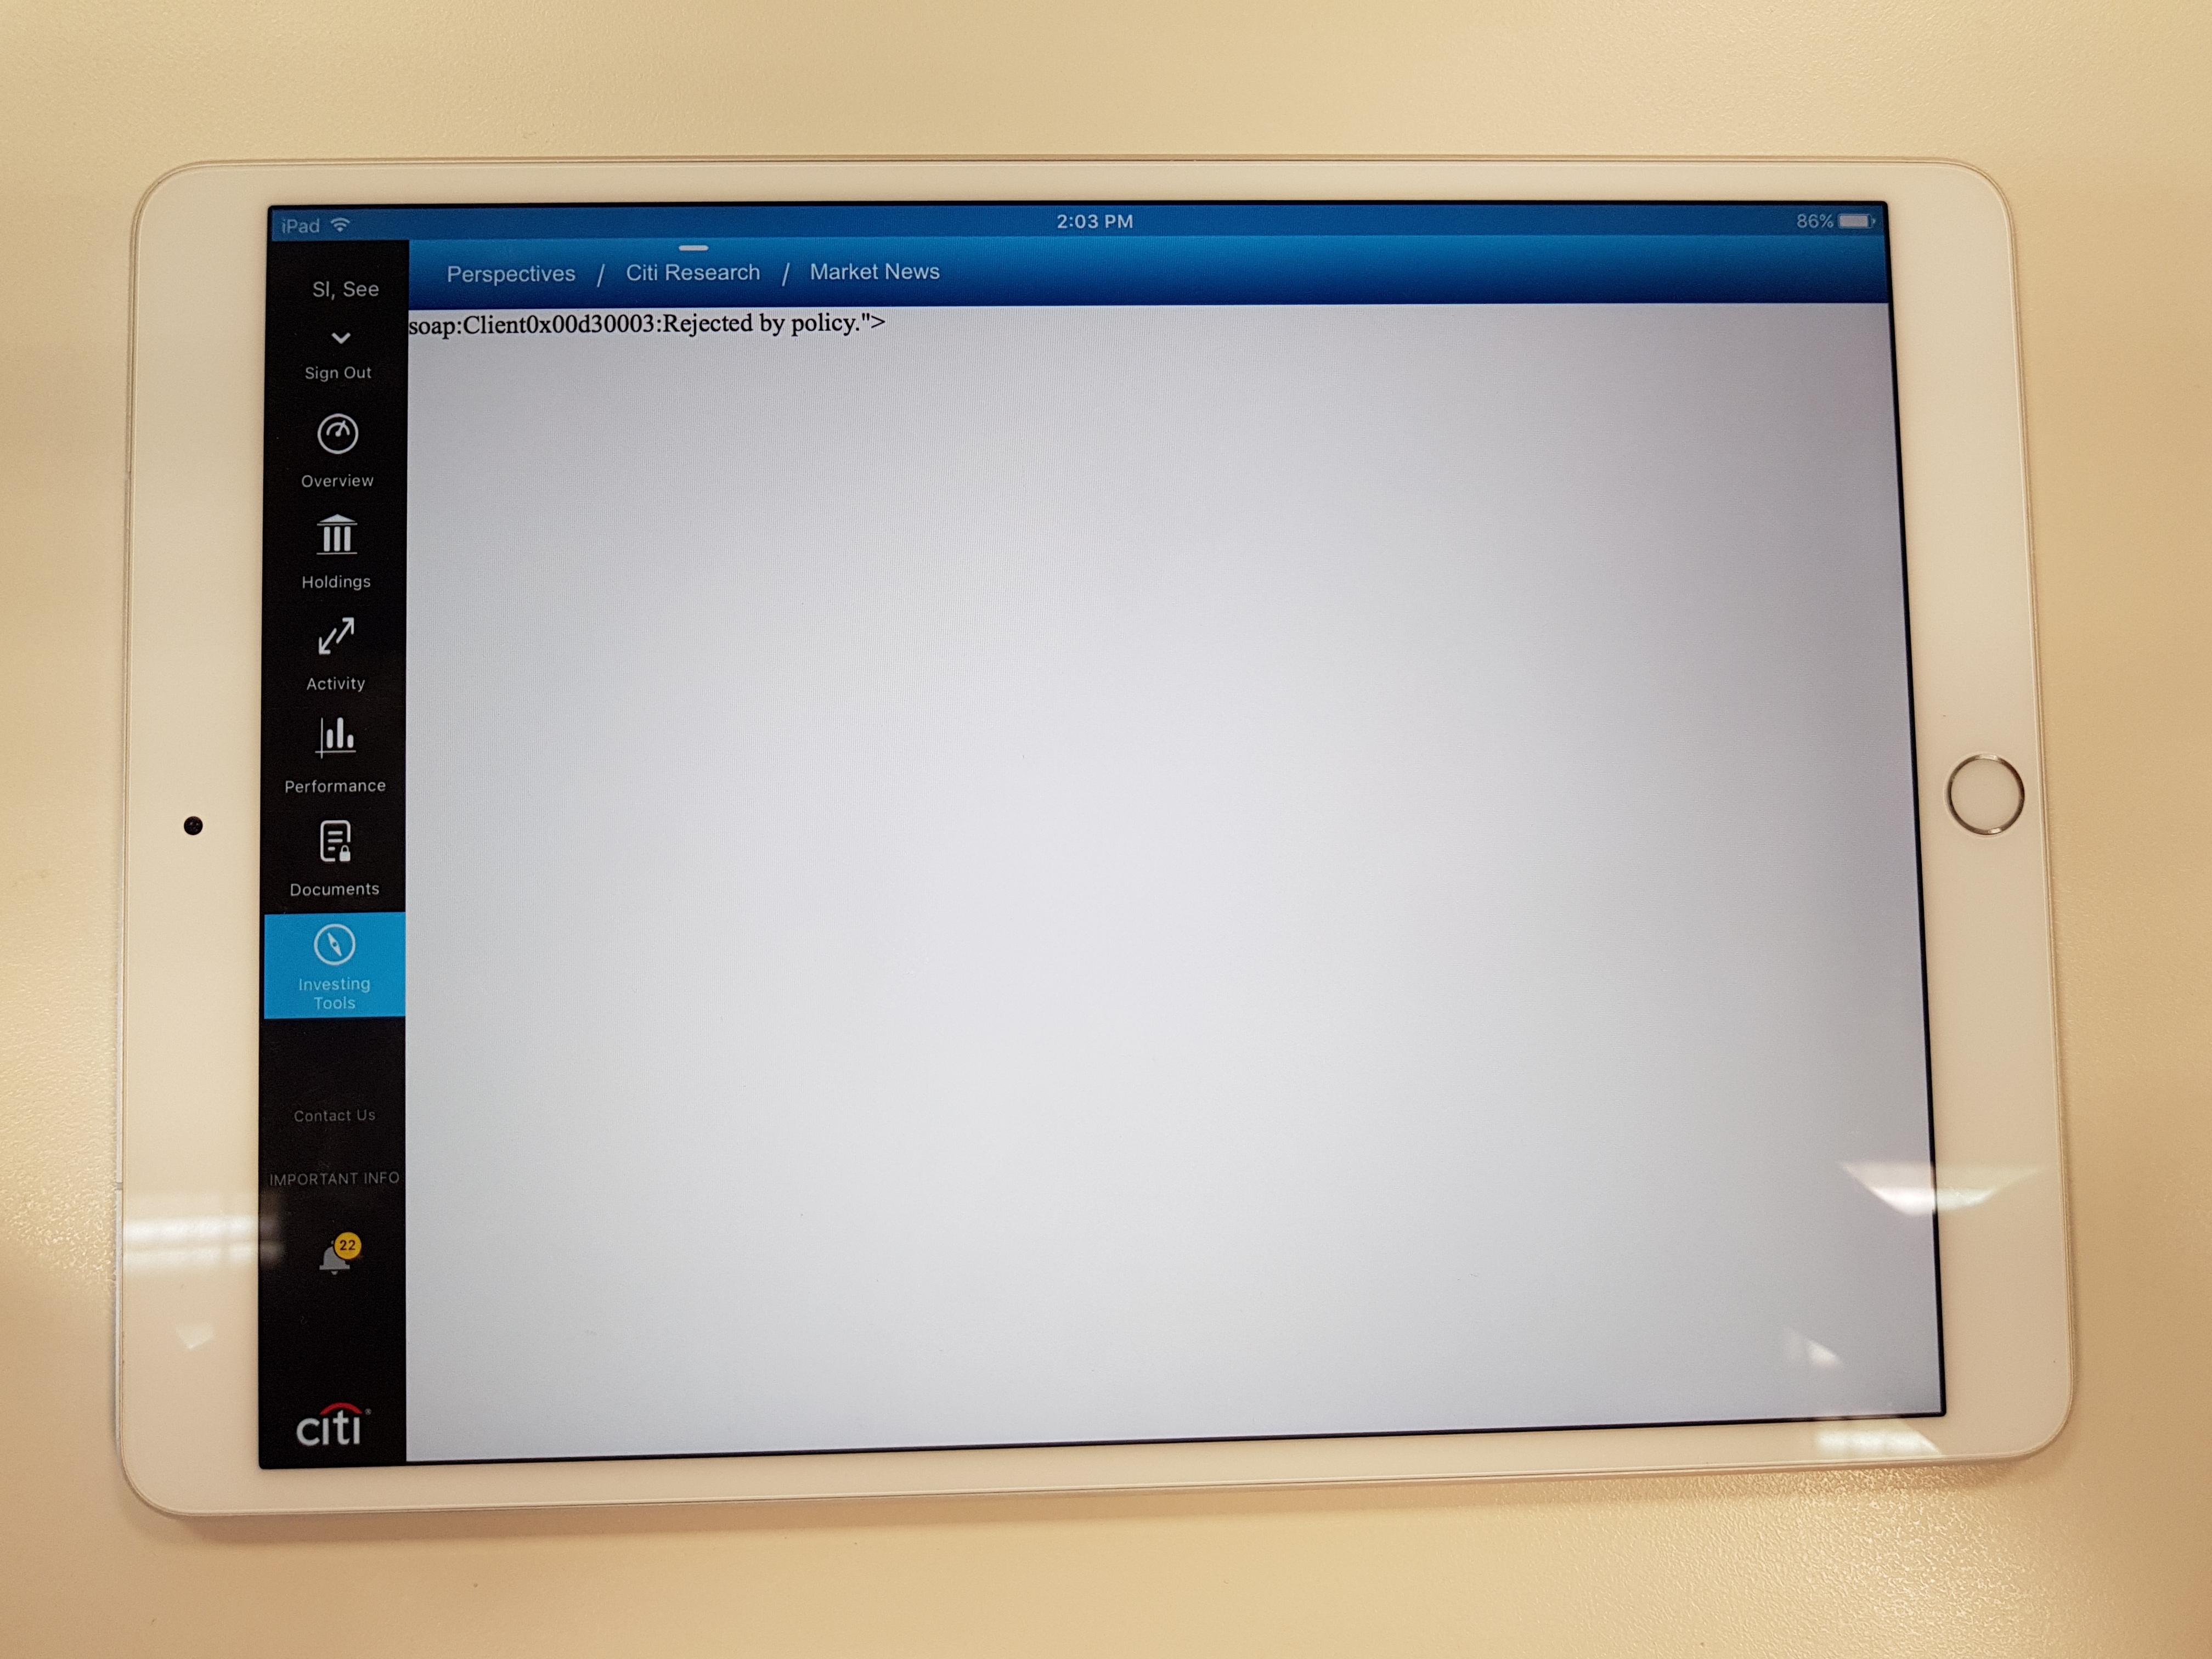 iPad
2:03 PM
86%
SI, See
Sign Out
Overview
Holdings
Activity
Performance
Documents
Investing
Tools
Contact Us
IMPORTANT INFO
22
citi
Perspectives / Citi Research / Market News
soap:Client0x00d30003:Rejected by policy.">